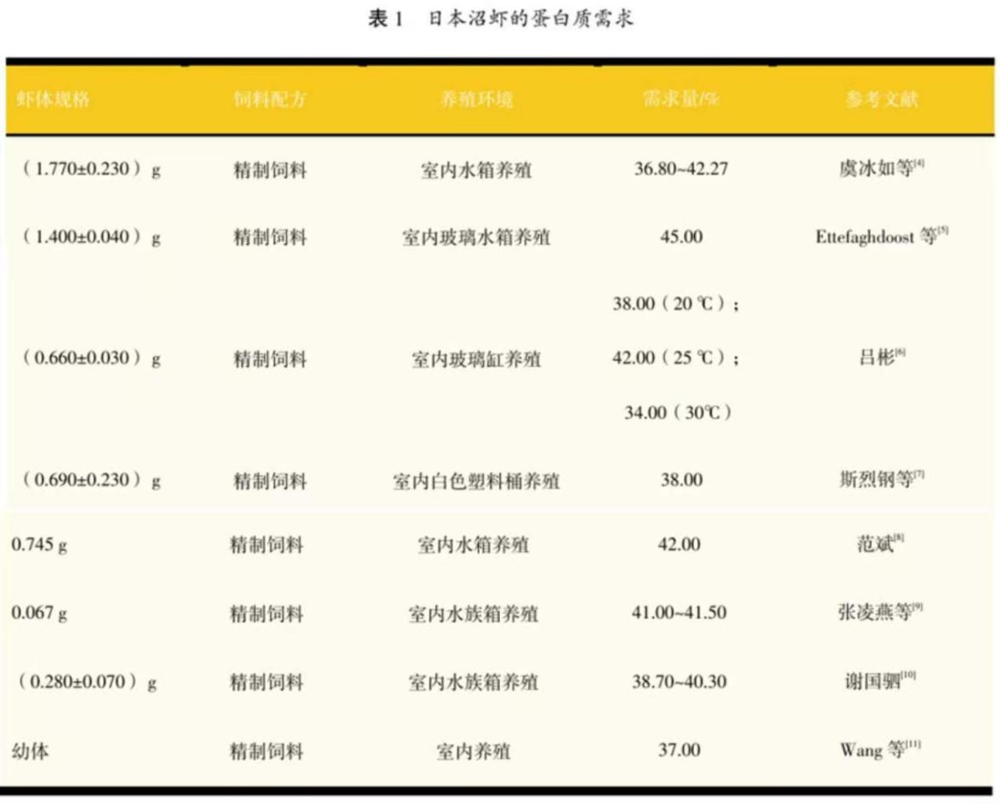 表 1 日本沼虾的蛋白质需求
虾体规格 饲料配方 养殖环境 需求量/% 参考文献
（1.770±0.230）g 精制饲料 室内水箱养殖 36.80~42.27 虞冰如等[4]
（1.400±0.040）g 精制饲料 室内玻璃水箱养殖 45.00 Ettefaghdoost 等[5]
38.00（20 ℃）；
（0.660±0.030）g 精制饲料 室内玻璃缸养殖 42.00（25 ℃）； 吕彬[6]
34.00（30℃）
（0.690±0.230）g 精制饲料 室内白色塑料桶养殖 38.00 斯烈钢等[7]
0.745 g 精制饲料 室内水箱养殖 42.00 范斌[8]
0.067 g 精制饲料 室内水族箱养殖 41.00~41.50 张凌燕等[9]
（0.280±0.070）g 精制饲料 室内水族箱养殖 38.70~40.30 谢国驷[10]
幼体 精制饲料 室内养殖 37.00 Wang 等[11]